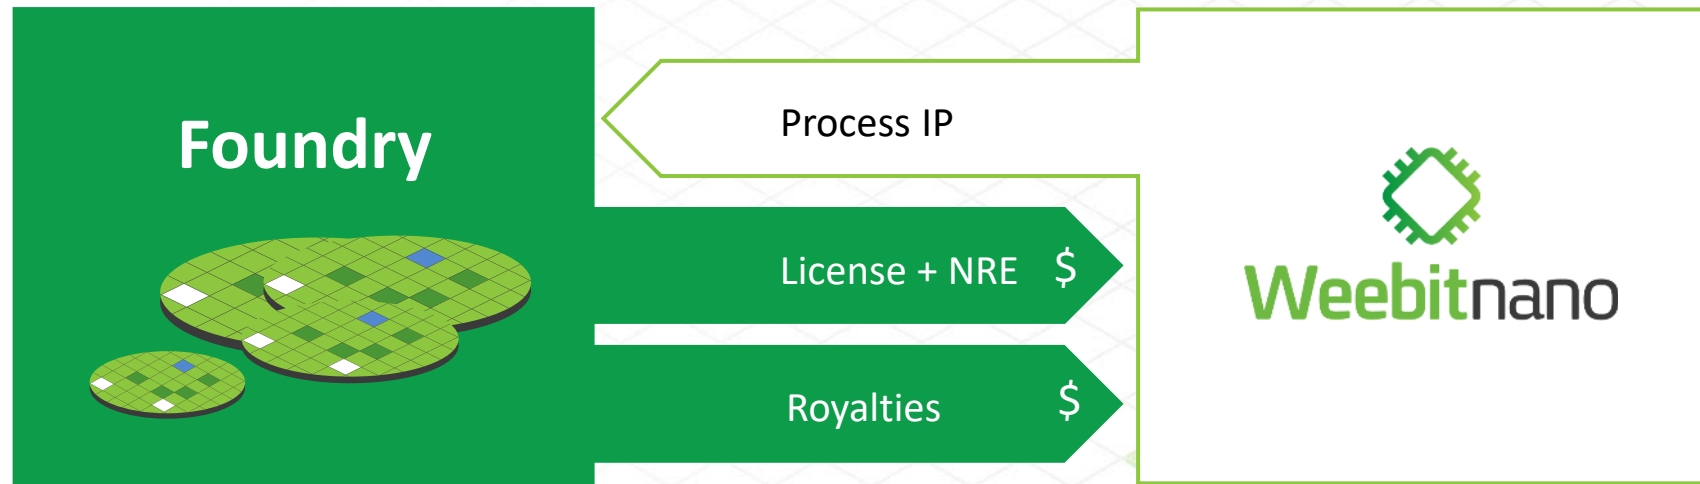 Foundry
Process IP
License + NRE $
Royalties $
Weebitnano